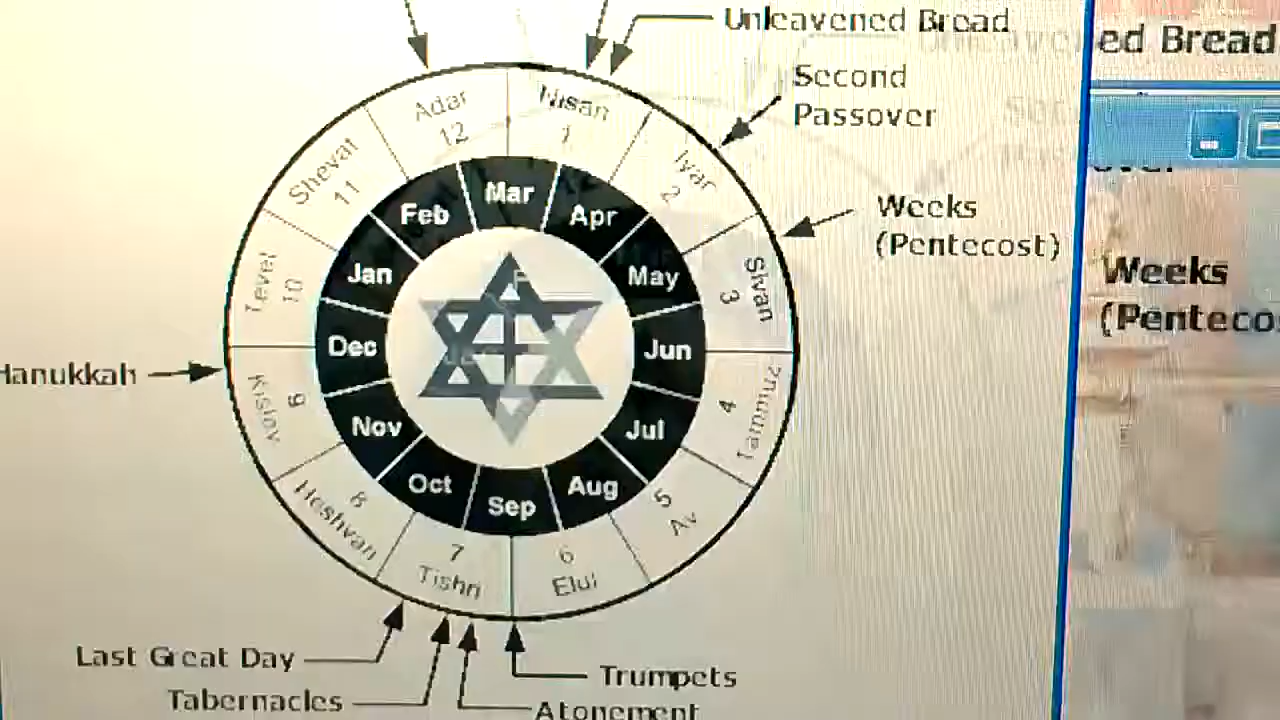 Unleavened Bread
ed Bread
Second
Passover
Adar
12
Nisan
1
Shevat
11
Iyar
2
Feb
Mar
Apr
Weeks
(Pentecost)
Weeks
(Penteco
Tevet
10
Jan
May
Sivan
3
Dec
Jun
Hanukkah
Kislev
9
Nov
Jul
4
Tammuz
Oct
Sep
Aug
8
Heshvan
7
Tishri
6
Elul
5
Av
Last Great Day
Tabernacles
Trumpets
Atonement